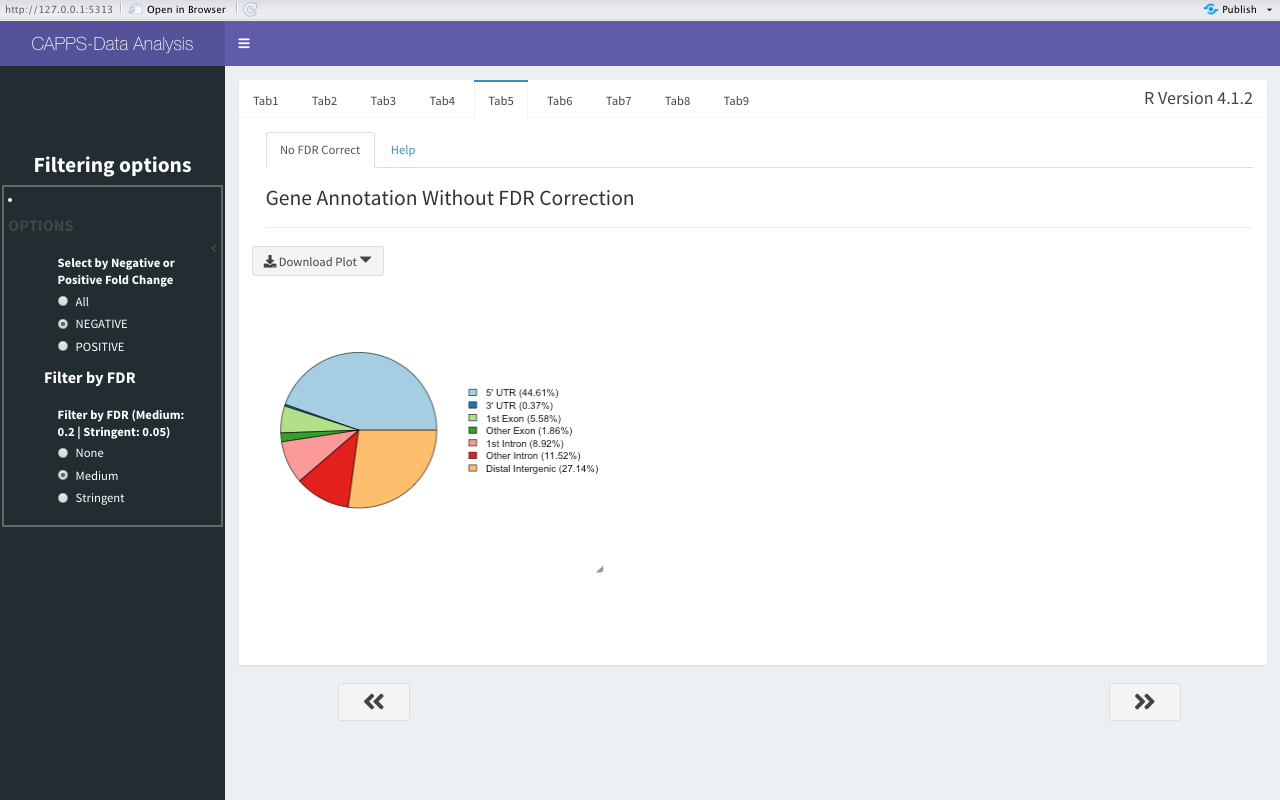 http://127.0.0.1:5313 Open in Browser Publish
CAPPS-Data Analysis
Tab1 Tab2 Tab3 Tab4 Tab5 Tab6 Tab7 Tab8 Tab9 R Version 4.1.2
Filtering options
OPTIONS
Select by Negative or
Positive Fold Change
All
NEGATIVE
POSITIVE
Filter by FDR
Filter by FDR (Medium:
0.2 | Stringent: 0.05)
None
Medium
Stringent
No FDR Correct Help
Gene Annotation Without FDR Correction
Download Plot
5' UTR (44.61%)
3' UTR (0.37%)
1st Exon (5.58%)
Other Exon (1.86%)
1st Intron (8.92%)
Other Intron (11.52%)
Distal Intergenic (27.14%)